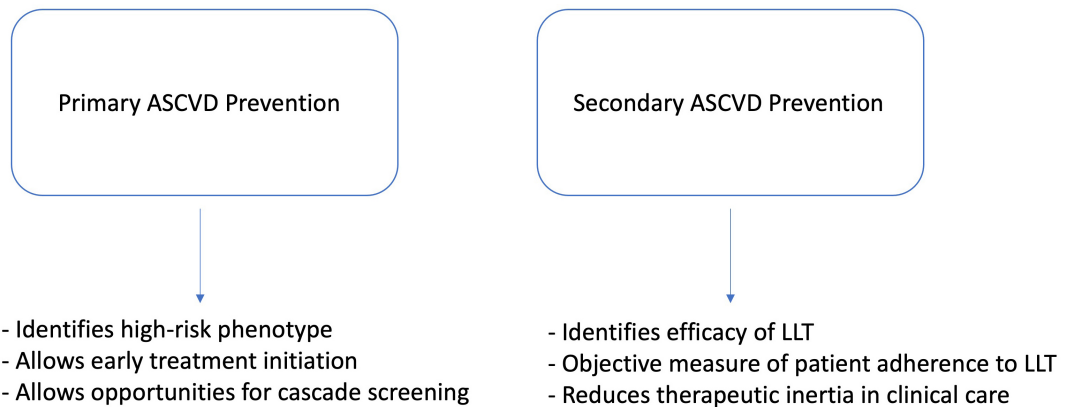 Primary ASCVD Prevention
- Identifies high-risk phenotype
- Allows early treatment initiation
- Allows opportunities for cascade screening
Secondary ASCVD Prevention
- Identifies efficacy of LLT
- Objective measure of patient adherence to LLT
- Reduces therapeutic inertia in clinical care